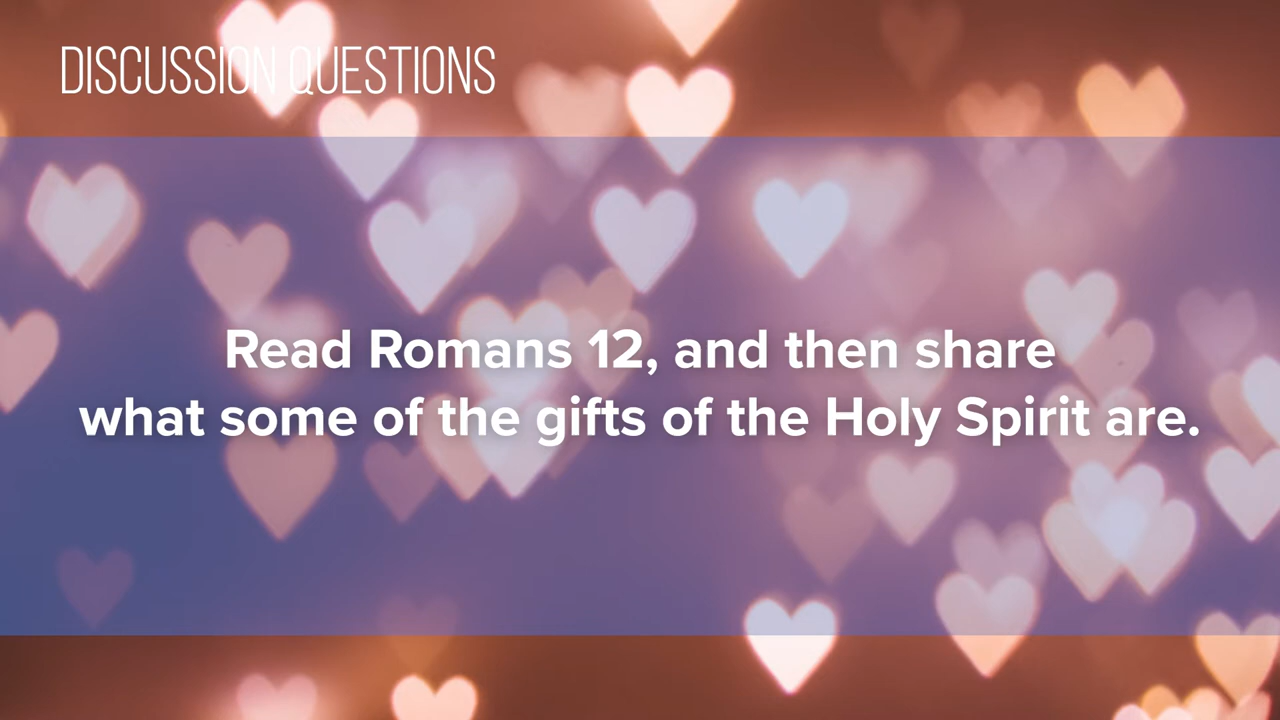 DISCUSSION QUESTIONS
Read Romans 12, and then share
what some of the gifts of the Holy Spirit are.